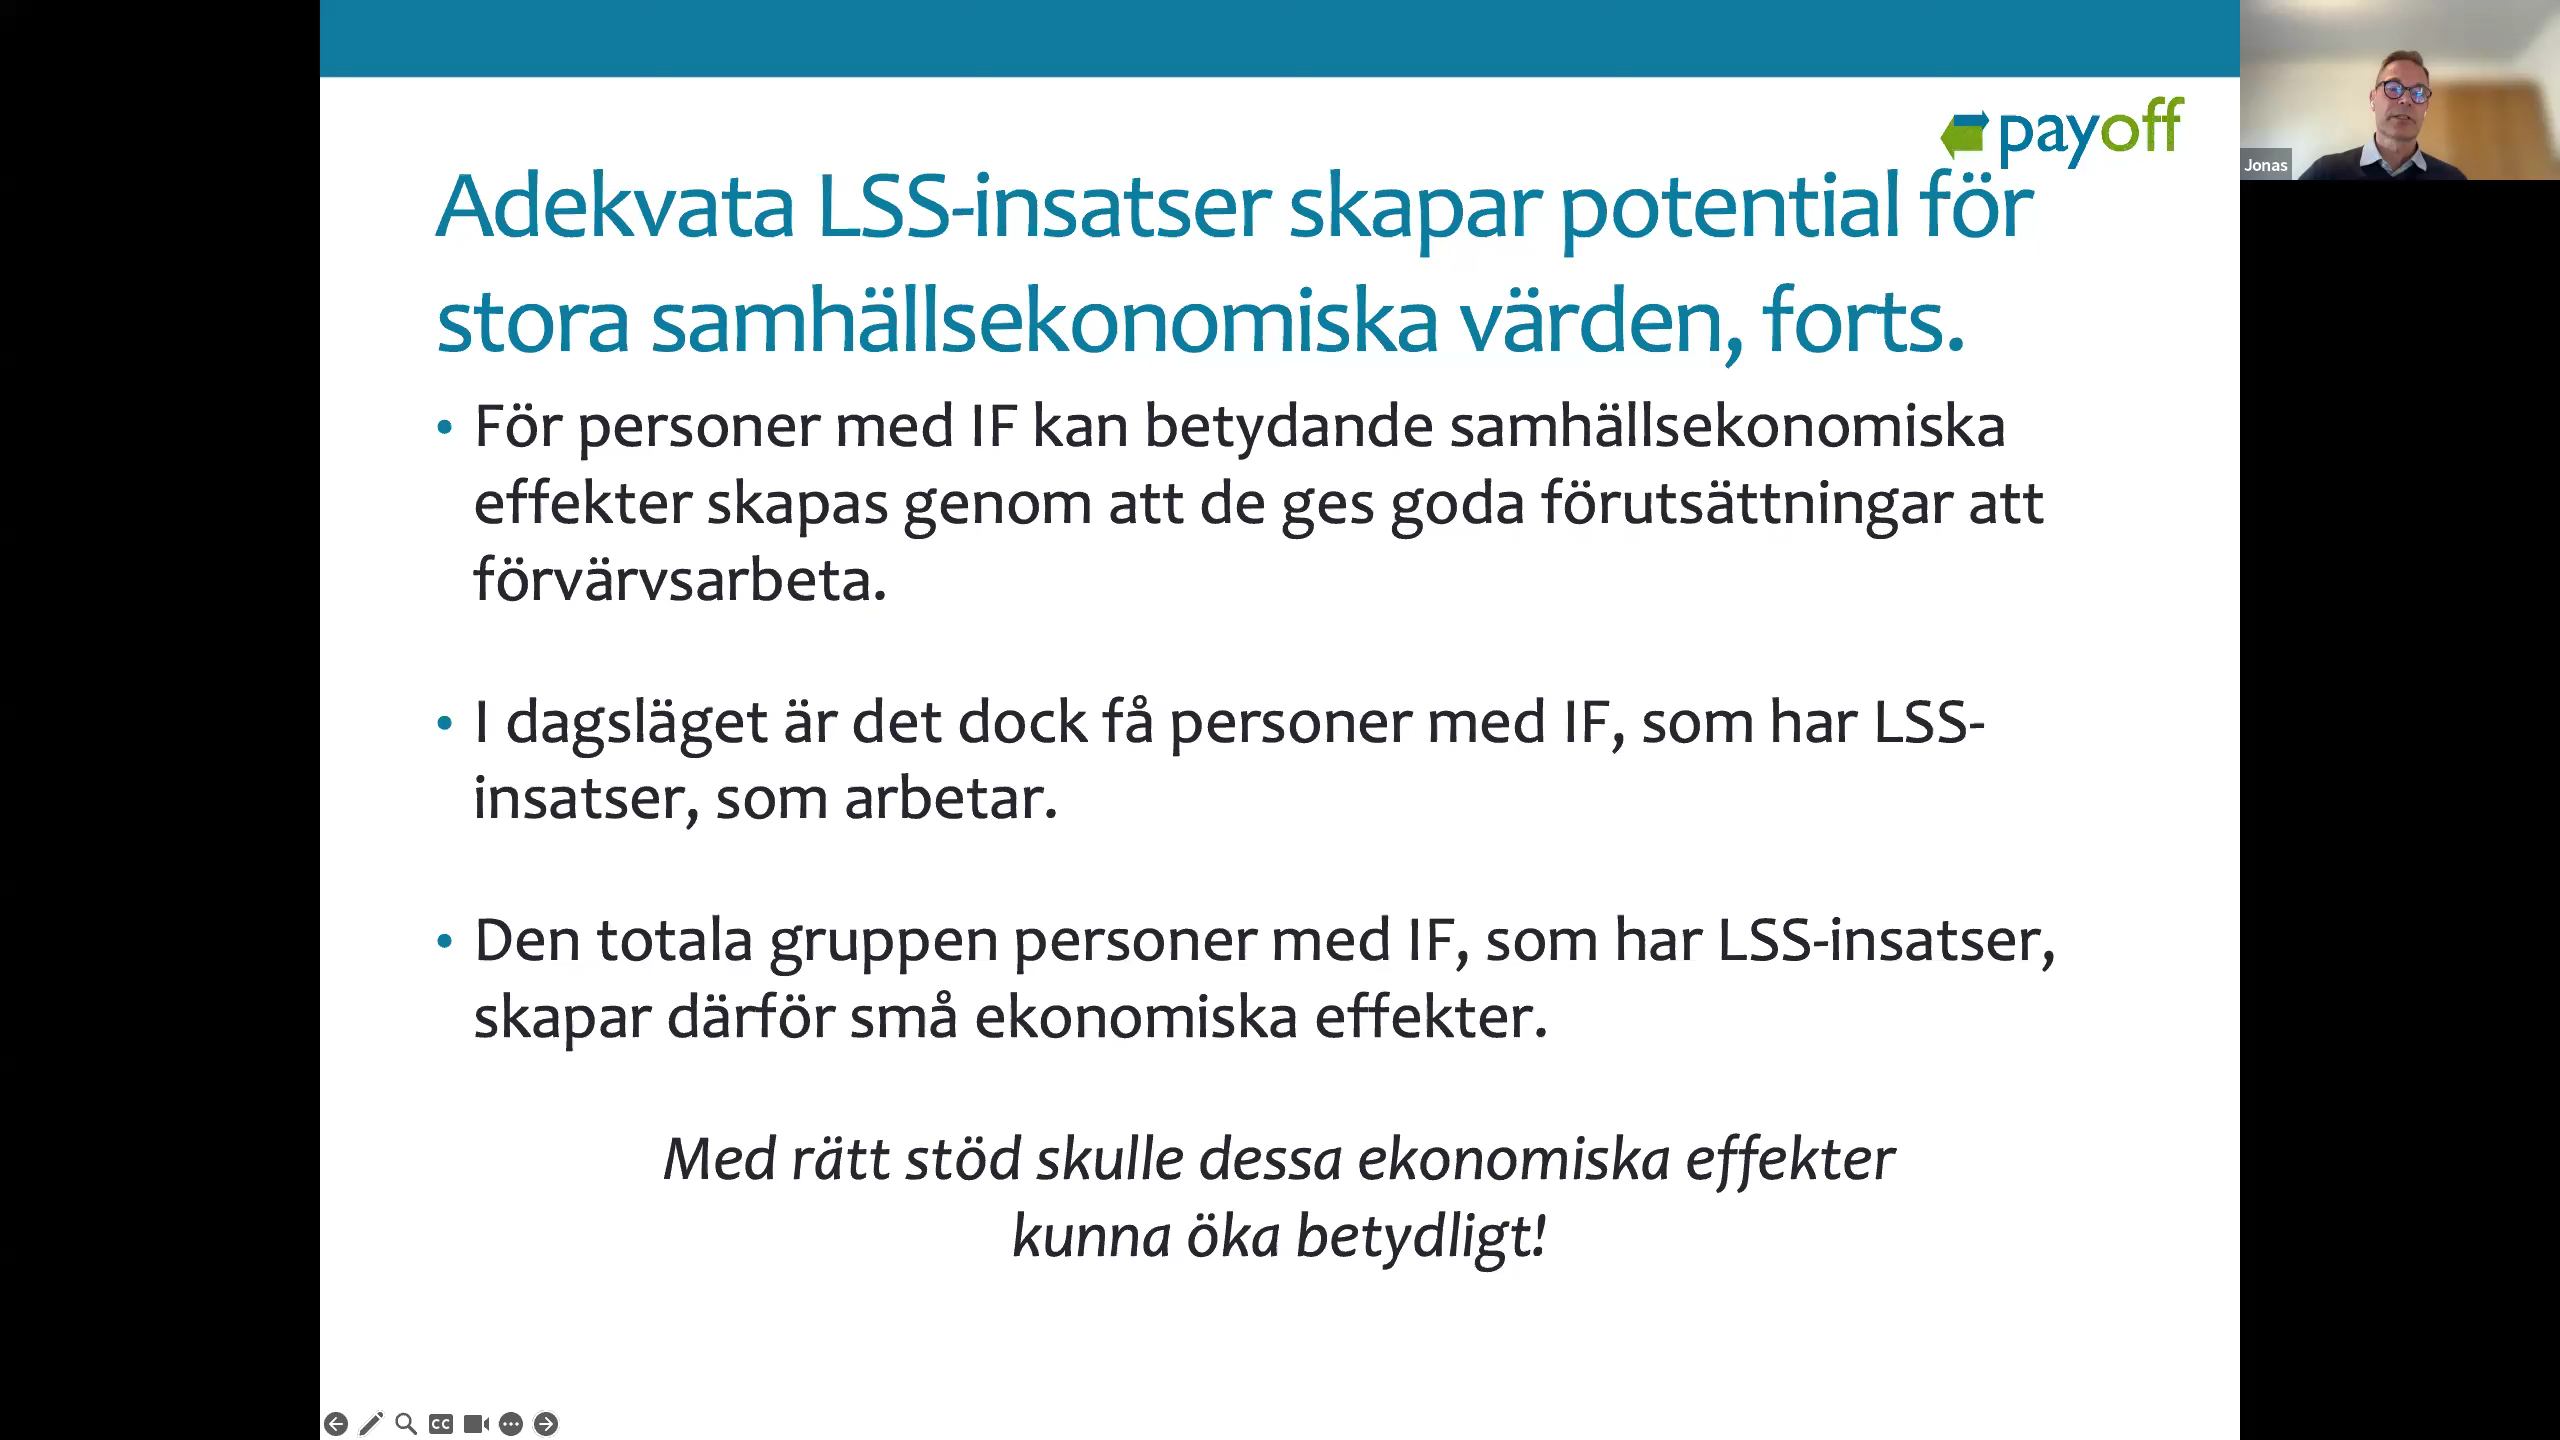 payoff
Jonas
Adekvata LSS-insatser skapar potential för
stora samhällsekonomiska värden, forts.
• För personer med IF kan betydande samhällsekonomiska
effekter skapas genom att de ges goda förutsättningar att
förvärvsarbeta.
• I dagsläget är det dock få personer med IF, som har LSS-
insatser, som arbetar.
• Den totala gruppen personer med IF, som har LSS-insatser,
skapar därför små ekonomiska effekter.
Med rätt stöd skulle dessa ekonomiska effekter
kunna öka betydligt!
CC